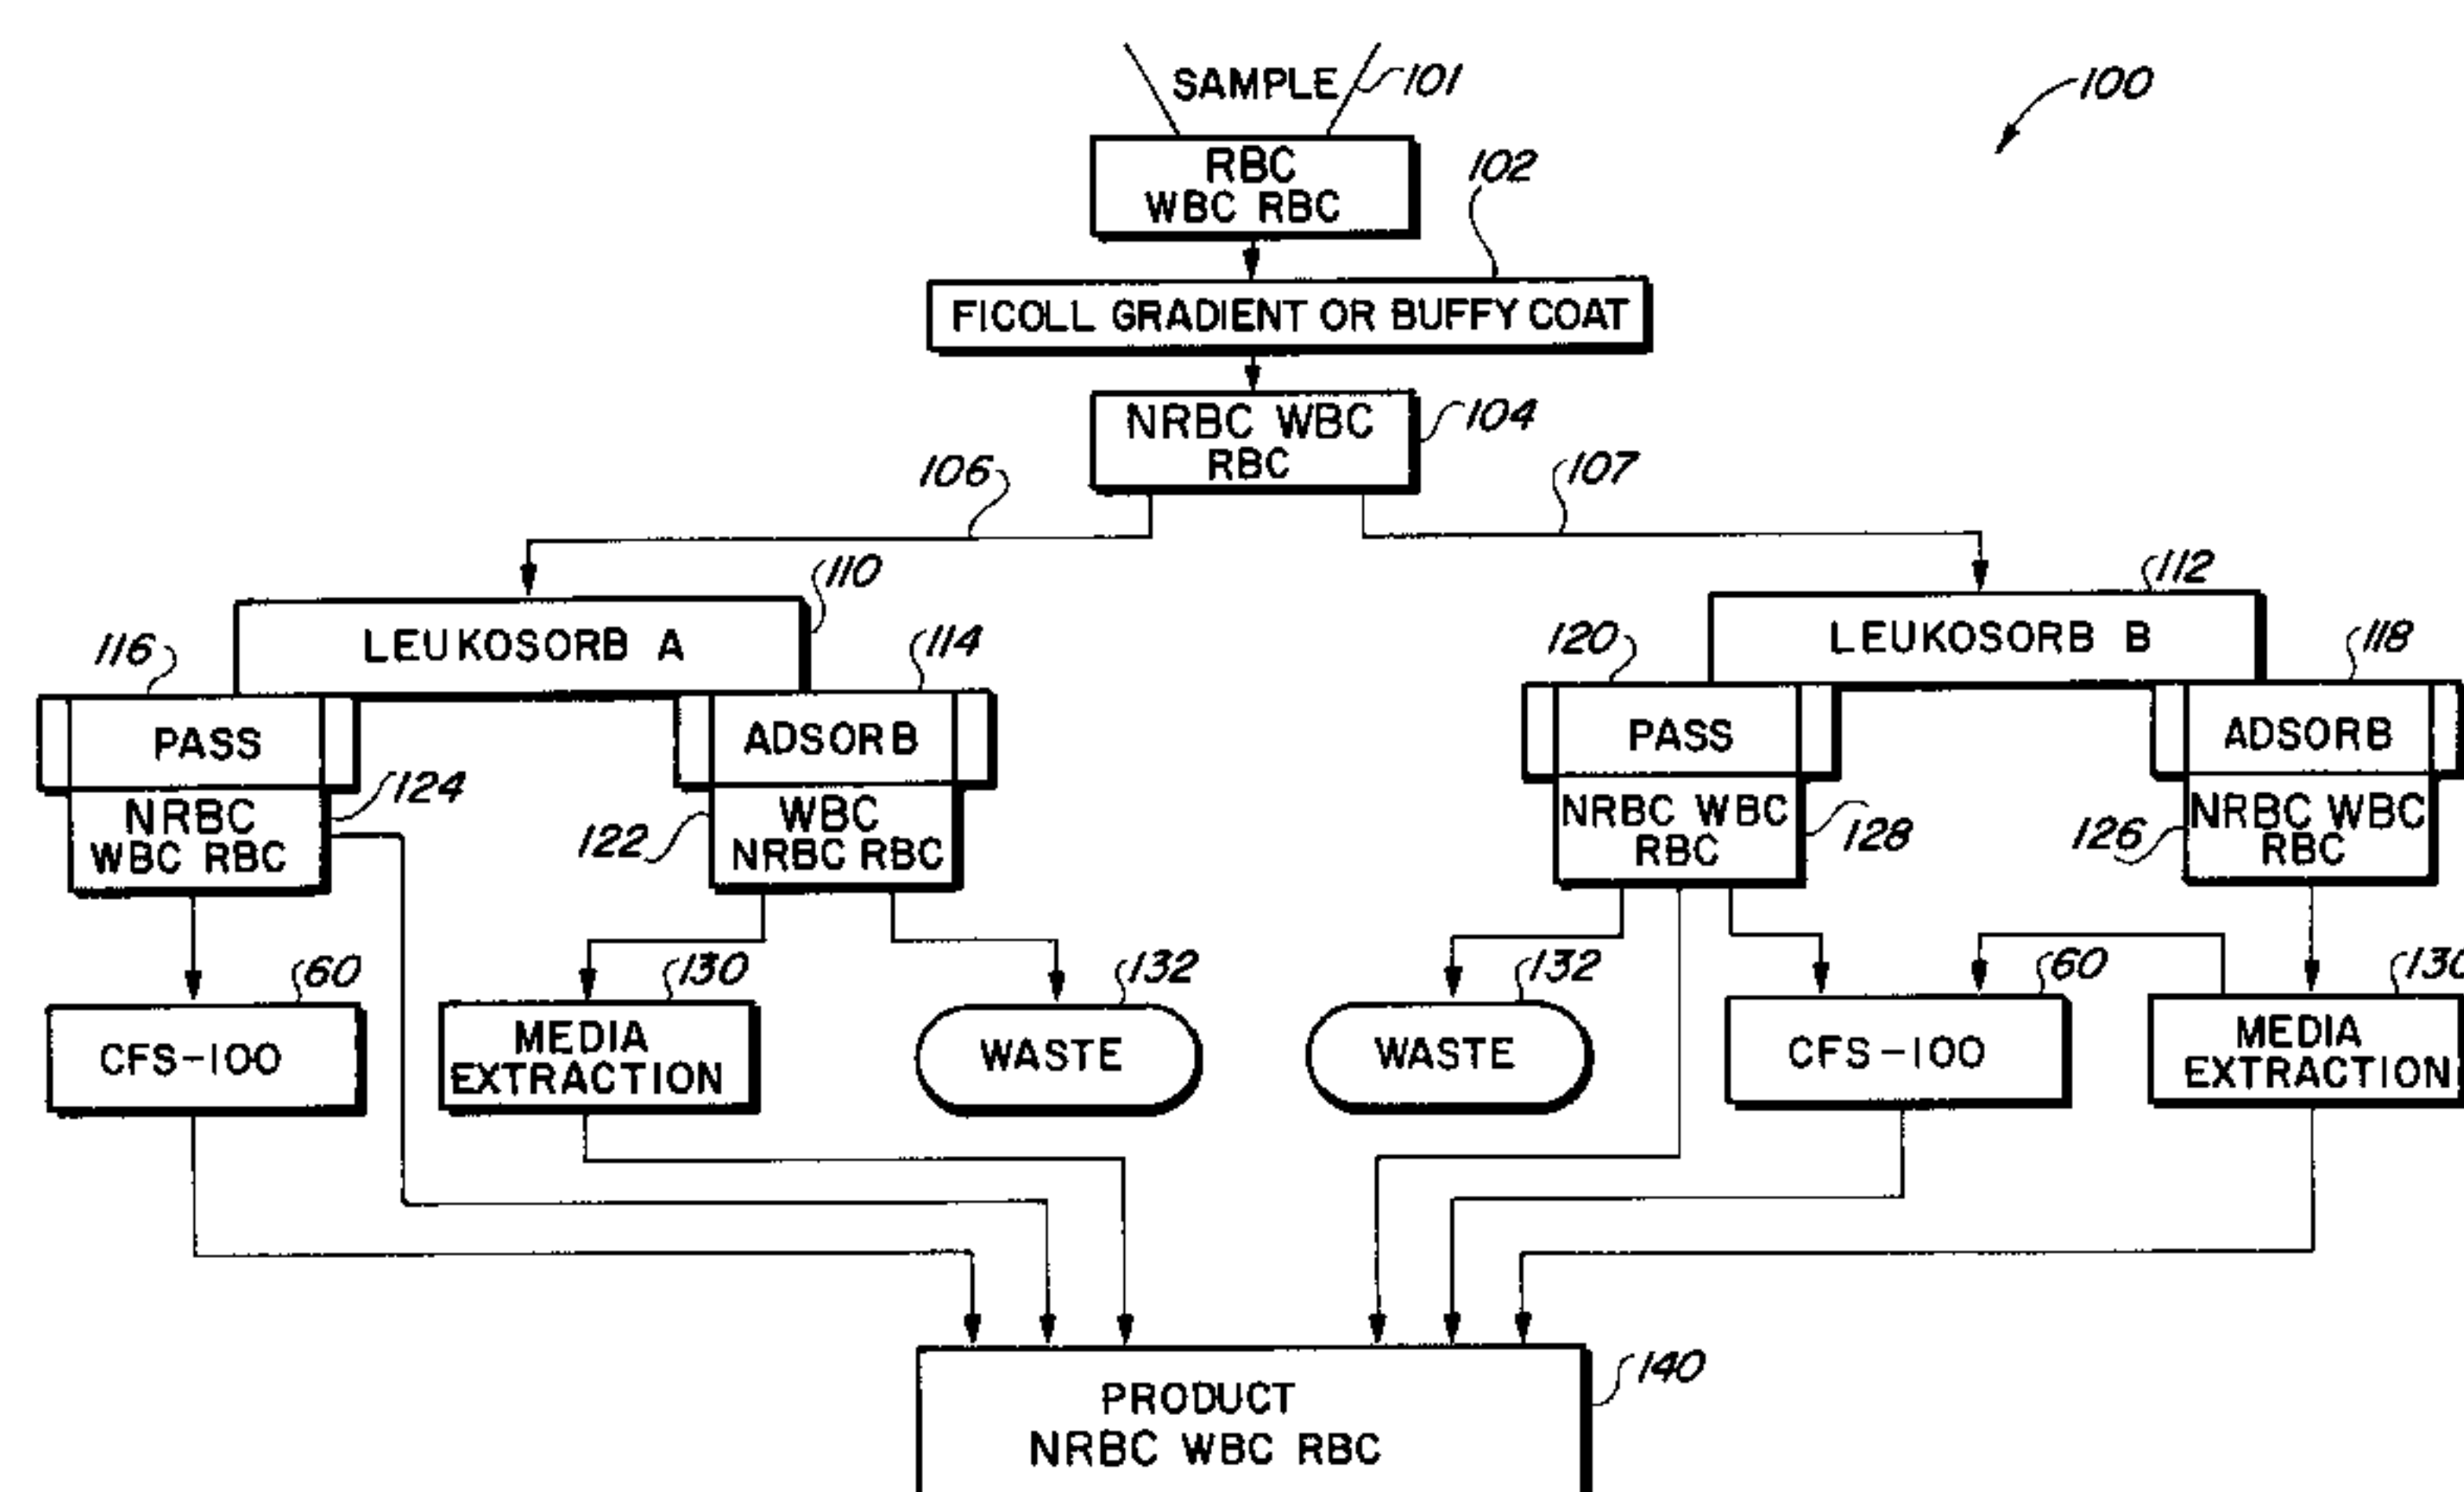 SAMPLE 101
100
RBC
WBC RBC
102
FICOLL GRADIENT OR BUFFY COAT
NRBC WBC
RBC
104
106
107
110
112
LEUKOSORB A
LEUKOSORB B
116
114
120
118
PASS
ADSORB
PASS
ADSORB
NRBC
WBC RBC
124
WBC
NRBC RBC
122
NRBC WBC
RBC
128
NRBC WBC
RBC
126
60
130
132
132
60
CFS-100
MEDIA
EXTRACTION
WASTE
WASTE
CFS-100
MEDIA
EXTRACTION
PRODUCT
NRBC WBC RBC
140